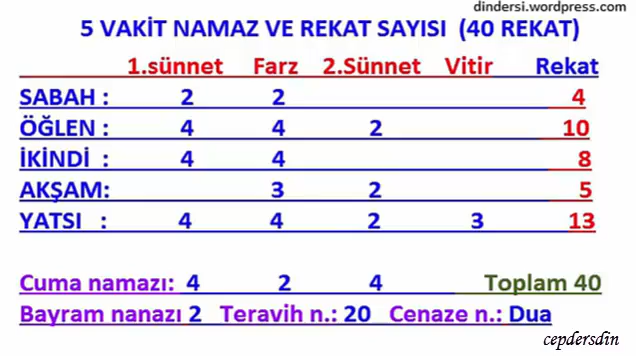 dindersi.wordpress.com
5 VAKİT NAMAZ VE REKAT SAYISI (40 REKAT)
1.sünnet Farz 2.Sünnet Vitir Rekat
SABAH : 2 2 4
ÖĞLEN : 4 4 2 10
İKİNDİ : 4 4 8
AKŞAM: 3 2 5
YATSI : 4 4 2 3 13
Cuma namazı: 4 2 4 Toplam 40
Bayram nanazı 2 Teravih n.: 20 Cenaze n.: Dua
cepdersdin